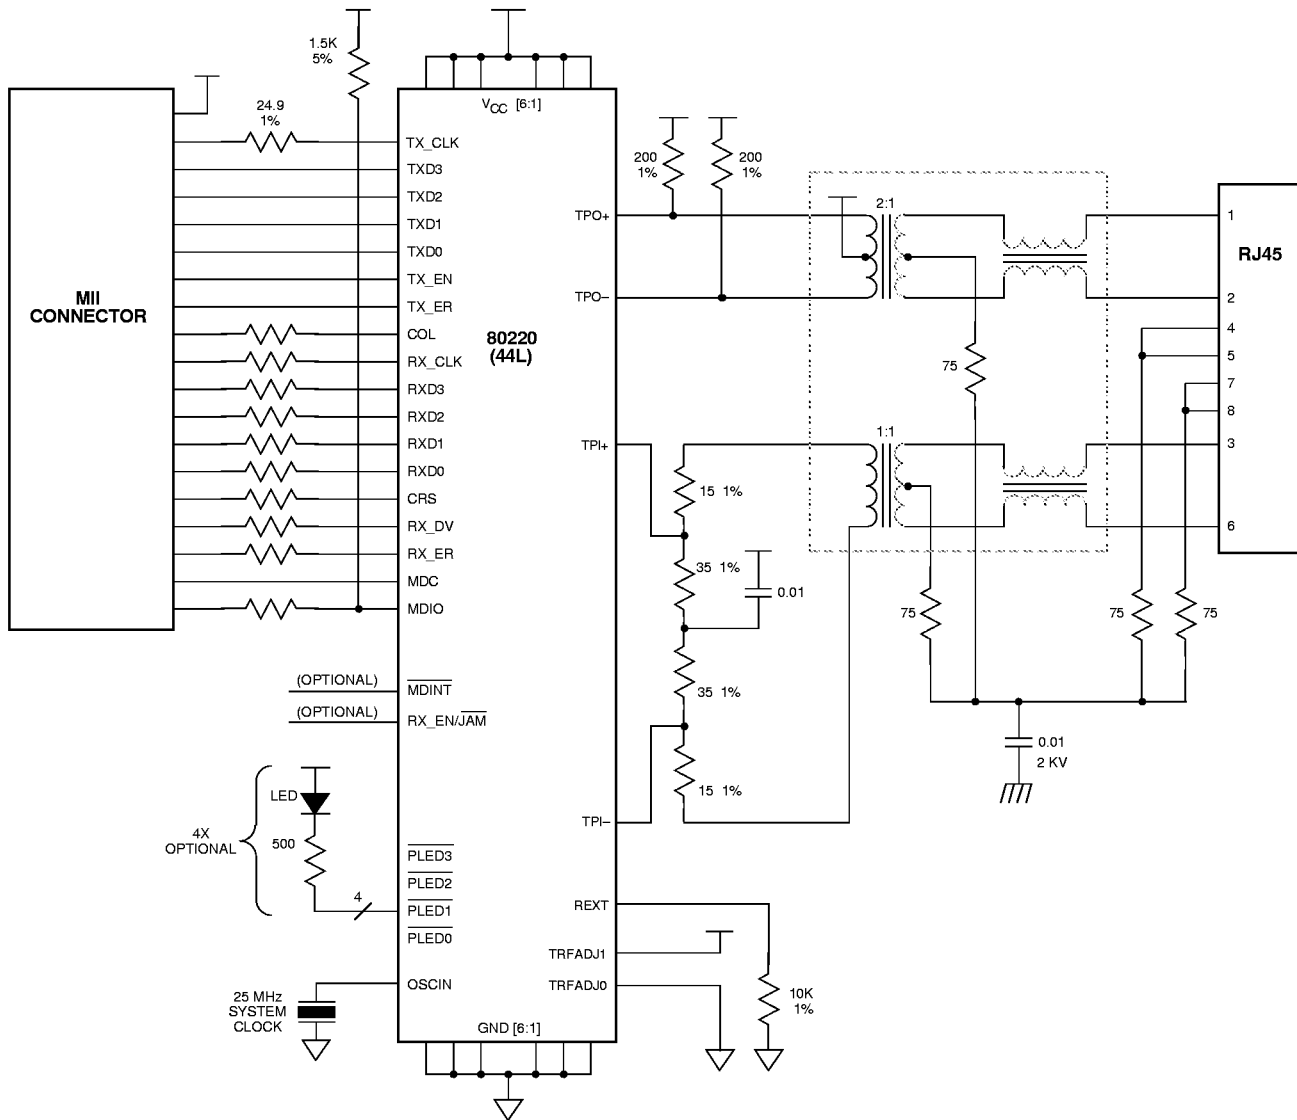 1.5K
5%
V_CC [6:1]
24.9
1%
MII
CONNECTOR
TX_CLK
TXD3
TXD2
TXD1
TXD0
TX_EN
TX_ER
COL
RX_CLK
RXD3
RXD2
RXD1
RXD0
CRS
RX_DV
RX_ER
MDC
MDIO
(OPTIONAL)
MDINT
(OPTIONAL)
RX_EN/JAM
80220
(44L)
LED
500
4X
OPTIONAL
4
PLED3
PLED2
PLED1
PLED0
OSCIN
25 MHz
SYSTEM
CLOCK
GND [6:1]
TPO+
TPO–
TPI+
TPI–
REXT
TRFADJ1
TRFADJ0
10K
1%
200
1%
200
1%
2:1
75
1:1
15 1%
35 1%
0.01
35 1%
15 1%
75
75
75
0.01
2 KV
RJ45
1
2
4
5
7
8
3
6